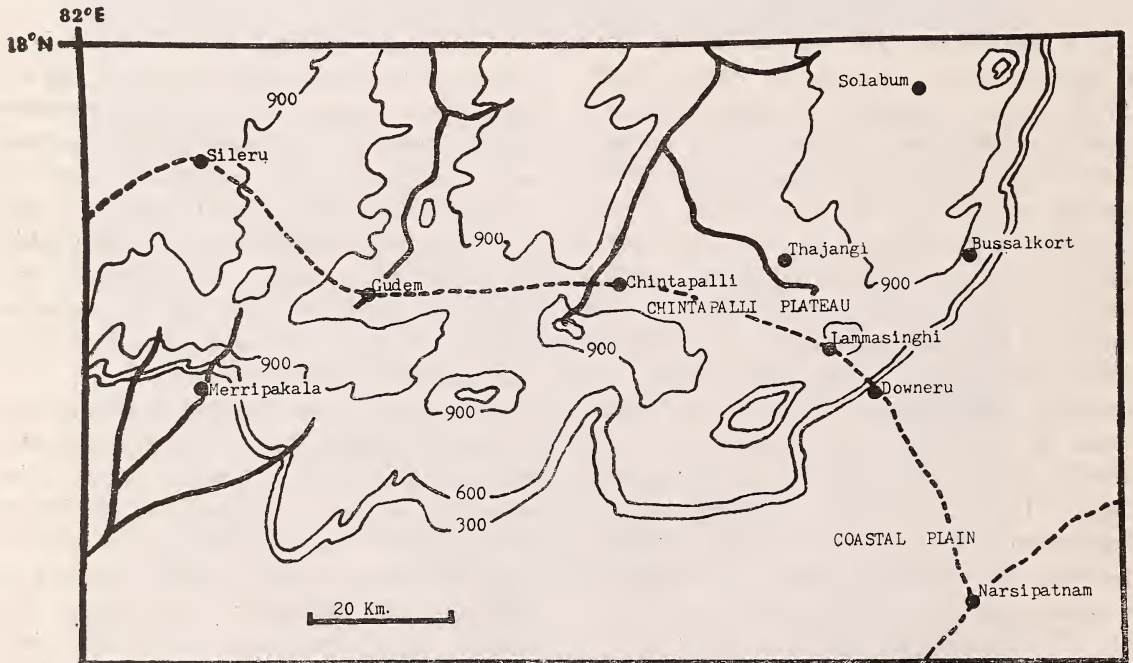 82°E
18°N
Solabum
900
Sileru
900
Thajangi
Bussalkort
Gudem
Chintapalli
900
CHINTAPALLI PLATEAU
Lammasinghi
900
900
Merripakala
Downeru
900
600
300
COASTAL PLAIN
20 Km.
Narsipatnam